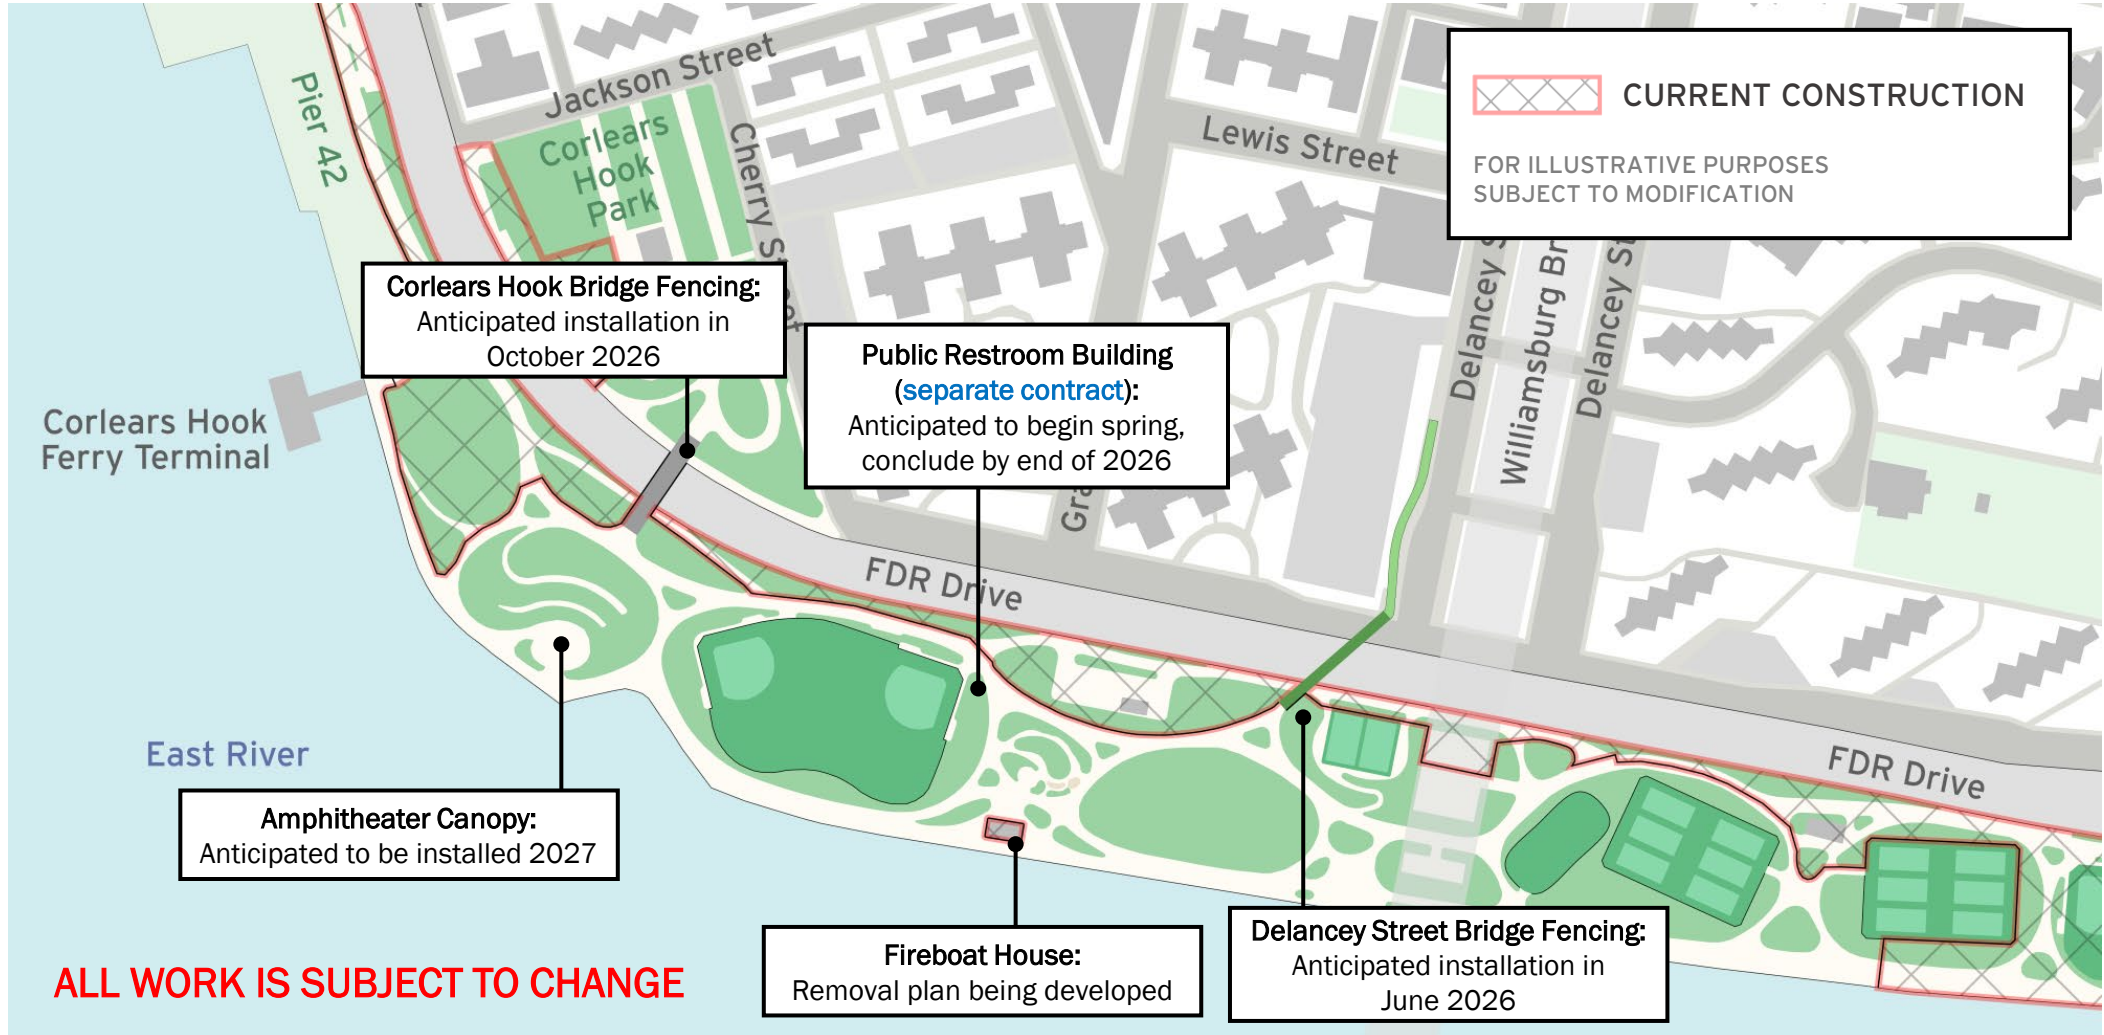 CURRENT CONSTRUCTION
FOR ILLUSTRATIVE PURPOSES
SUBJECT TO MODIFICATION
Pier 42
Jackson Street
Corlears
Hook
Park
Cherry
Lewis Street
Delancey S
Williamsburg Br
Delancey St
Corlears Hook Bridge Fencing:
Anticipated installation in
October 2026
Public Restroom Building
(separate contract):
Anticipated to begin spring,
conclude by end of 2026
Gra
Corlears Hook
Ferry Terminal
FDR Drive
FDR Drive
East River
Amphitheater Canopy:
Anticipated to be installed 2027
Fireboat House:
Removal plan being developed
Delancey Street Bridge Fencing:
Anticipated installation in
June 2026
ALL WORK IS SUBJECT TO CHANGE